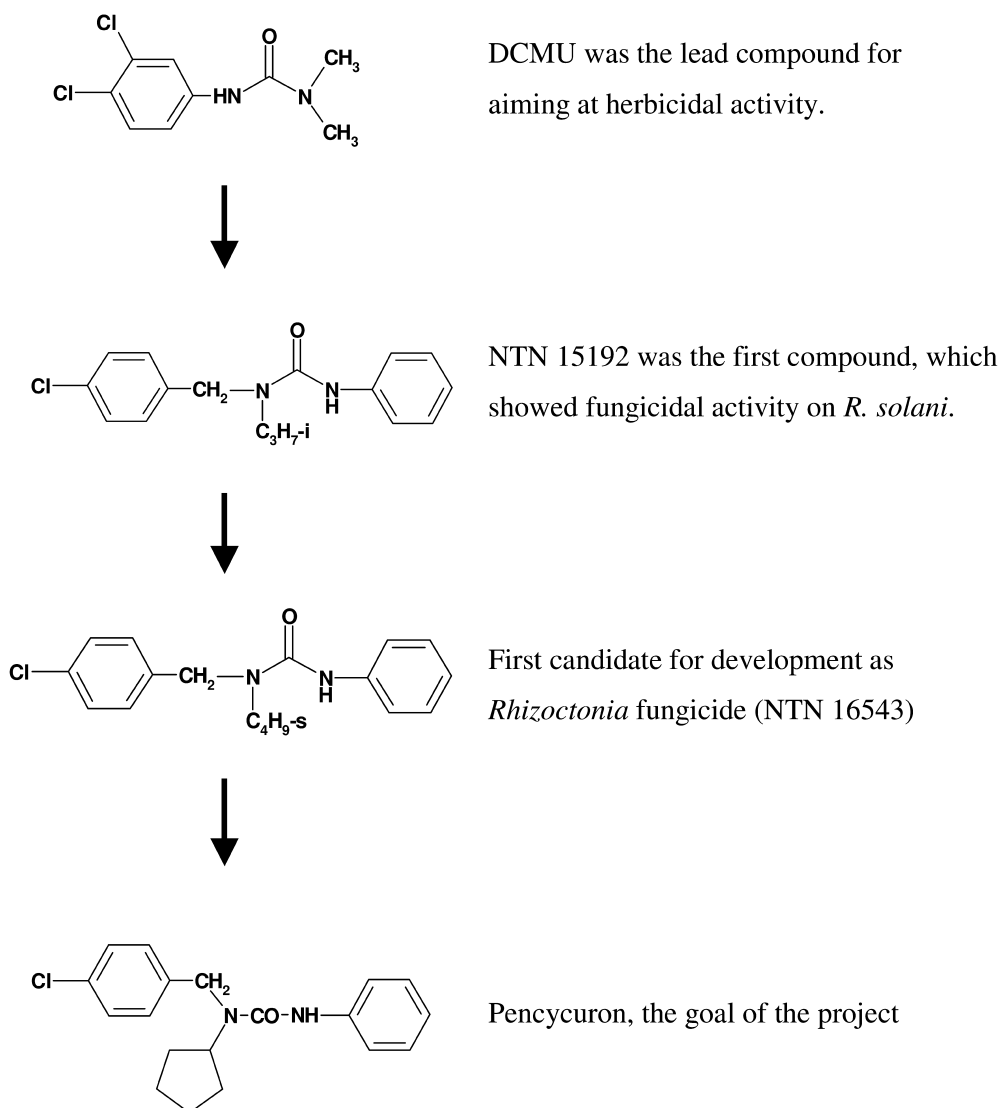 Cl
Cl
HN
O
N
CH₃
CH₃
DCMU was the lead compound for
aiming at herbicidal activity.
Cl
CH₂
N
O
N
H
C₃H₇-i
NTN 15192 was the first compound, which
showed fungicidal activity on R. solani.
Cl
CH₂
N
O
N
H
C₄H₉-s
First candidate for development as
Rhizoctonia fungicide (NTN 16543)
Cl
CH₂
N CO NH
Pencycuron, the goal of the project